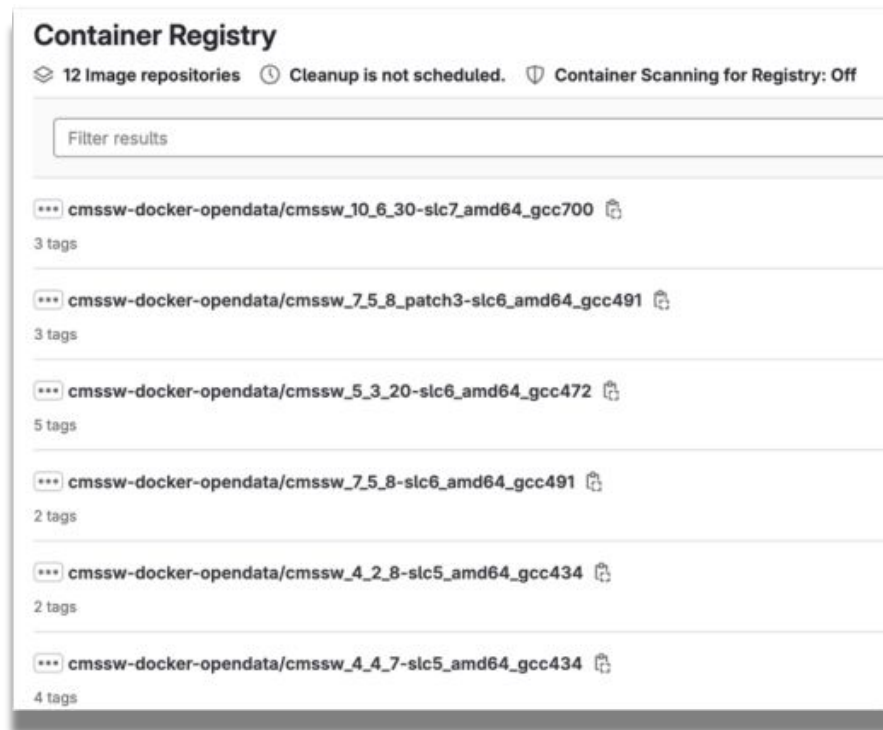 Container Registry
12 Image repositories Cleanup is not scheduled. Container Scanning for Registry: Off
Filter results
cmssw-docker-opendata/cmssw_10_6_30-slc7_amd64_gcc700
3 tags
cmssw-docker-opendata/cmssw_7_5_8_patch3-slc6_amd64_gcc491
3 tags
cmssw-docker-opendata/cmssw_5_3_20-slc6_amd64_gcc472
5 tags
cmssw-docker-opendata/cmssw_7_5_8-slc6_amd64_gcc491
2 tags
cmssw-docker-opendata/cmssw_4_2_8-slc5_amd64_gcc434
2 tags
cmssw-docker-opendata/cmssw_4_4_7-slc5_amd64_gcc434
4 tags